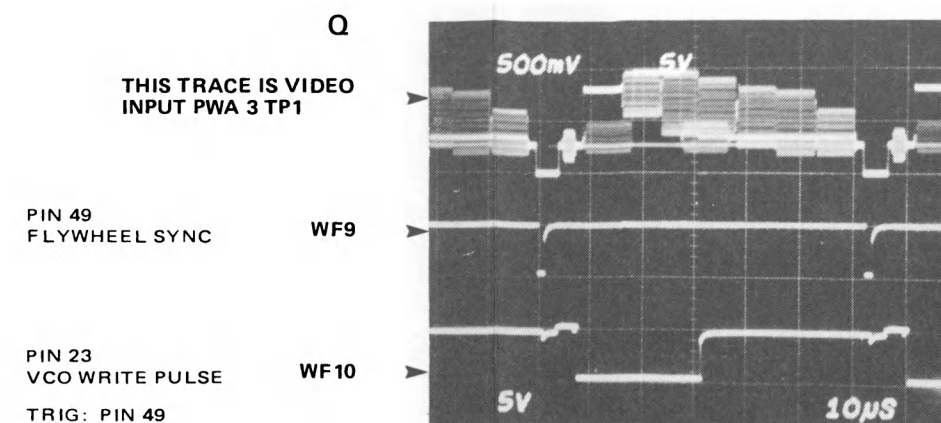 Q
500mV 5V
THIS TRACE IS VIDEO
INPUT PWA 3 TP1
PIN 49
FLYWHEEL SYNC WF9
PIN 23
VCO WRITE PULSE WF10
TRIG: PIN 49
5V 10µS